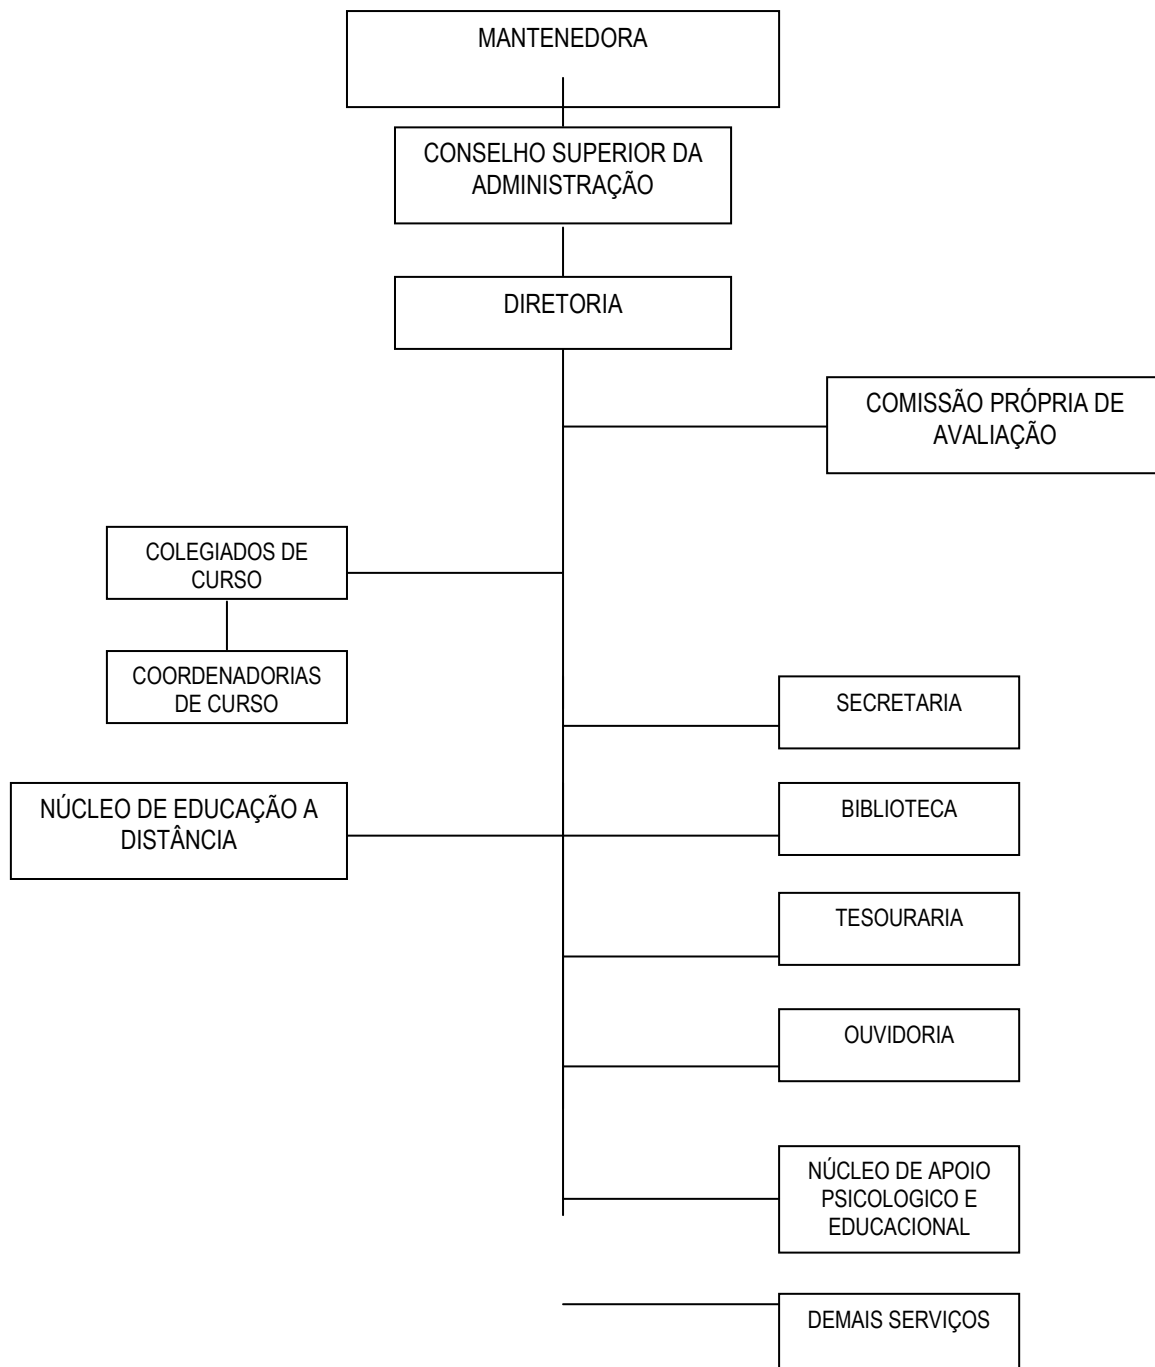 MANTENEDORA
CONSELHO SUPERIOR DA
ADMINISTRAÇÃO
DIRETORIA
COMISSÃO PRÓPRIA DE
AVALIAÇÃO
COLEGIADOS DE
CURSO
COORDENADORIAS
DE CURSO
SECRETARIA
NÚCLEO DE EDUCAÇÃO A
DISTÂNCIA
BIBLIOTECA
TESOURARIA
OUVIDORIA
NÚCLEO DE APOIO
PSICOLOGICO E
EDUCACIONAL
DEMAIS SERVIÇOS